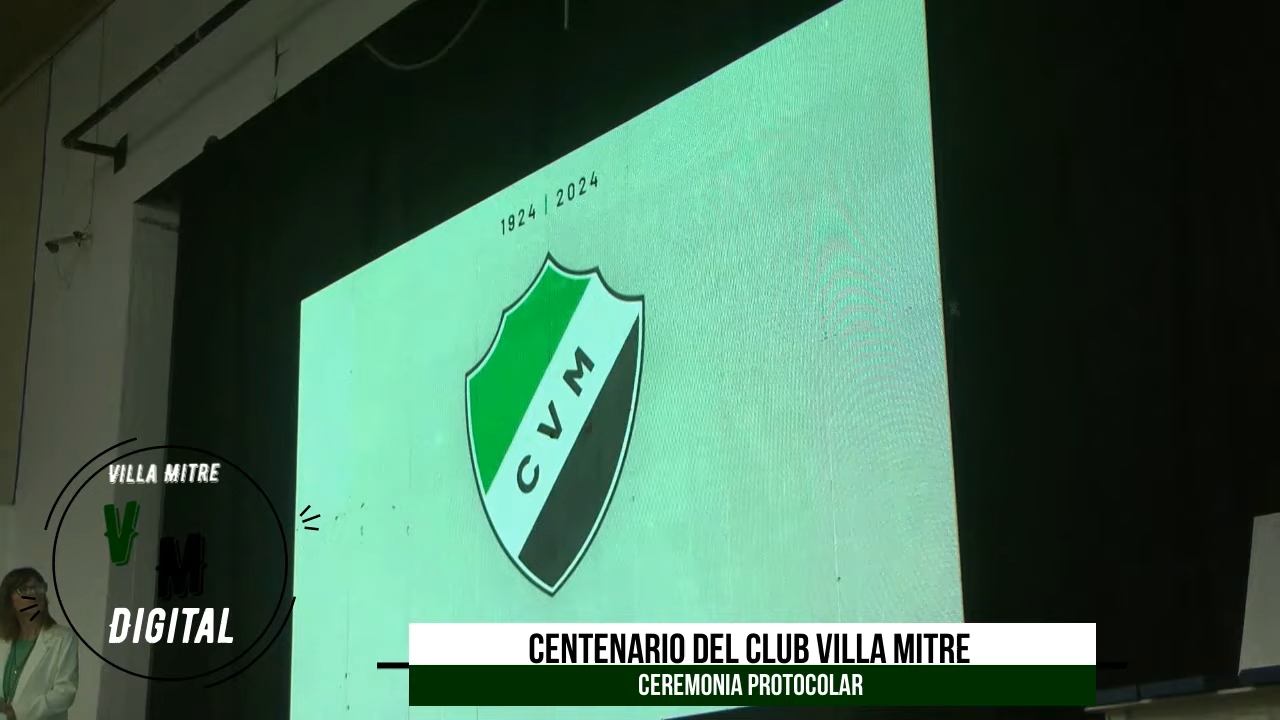 1924 | 2024
CVM
VILLA MITRE
VM
DIGITAL
CENTENARIO DEL CLUB VILLA MITRE
CEREMONIA PROTOCOLAR